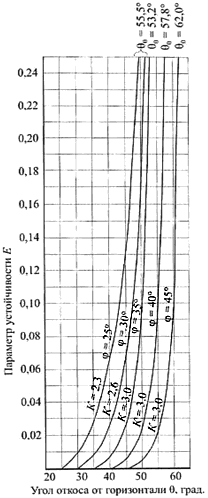 θ₀ = 55,5°
θ₀ = 53,2°
θ₀ = 57,8°
θ₀ = 62,0°
0,24
0,22
0,20
0,18
0,16
0,14
0,12
0,10
0,08
0,06
0,04
0,02
Параметр устойчивости E
φ = 25°
φ = 30°
φ = 35°
φ = 40°
φ = 45°
K = 2,3
K = 2,6
K = 3,0
K = 3,0
K = 3,0
20 30 40 50 60
Угол откоса от горизонтали θ, град.